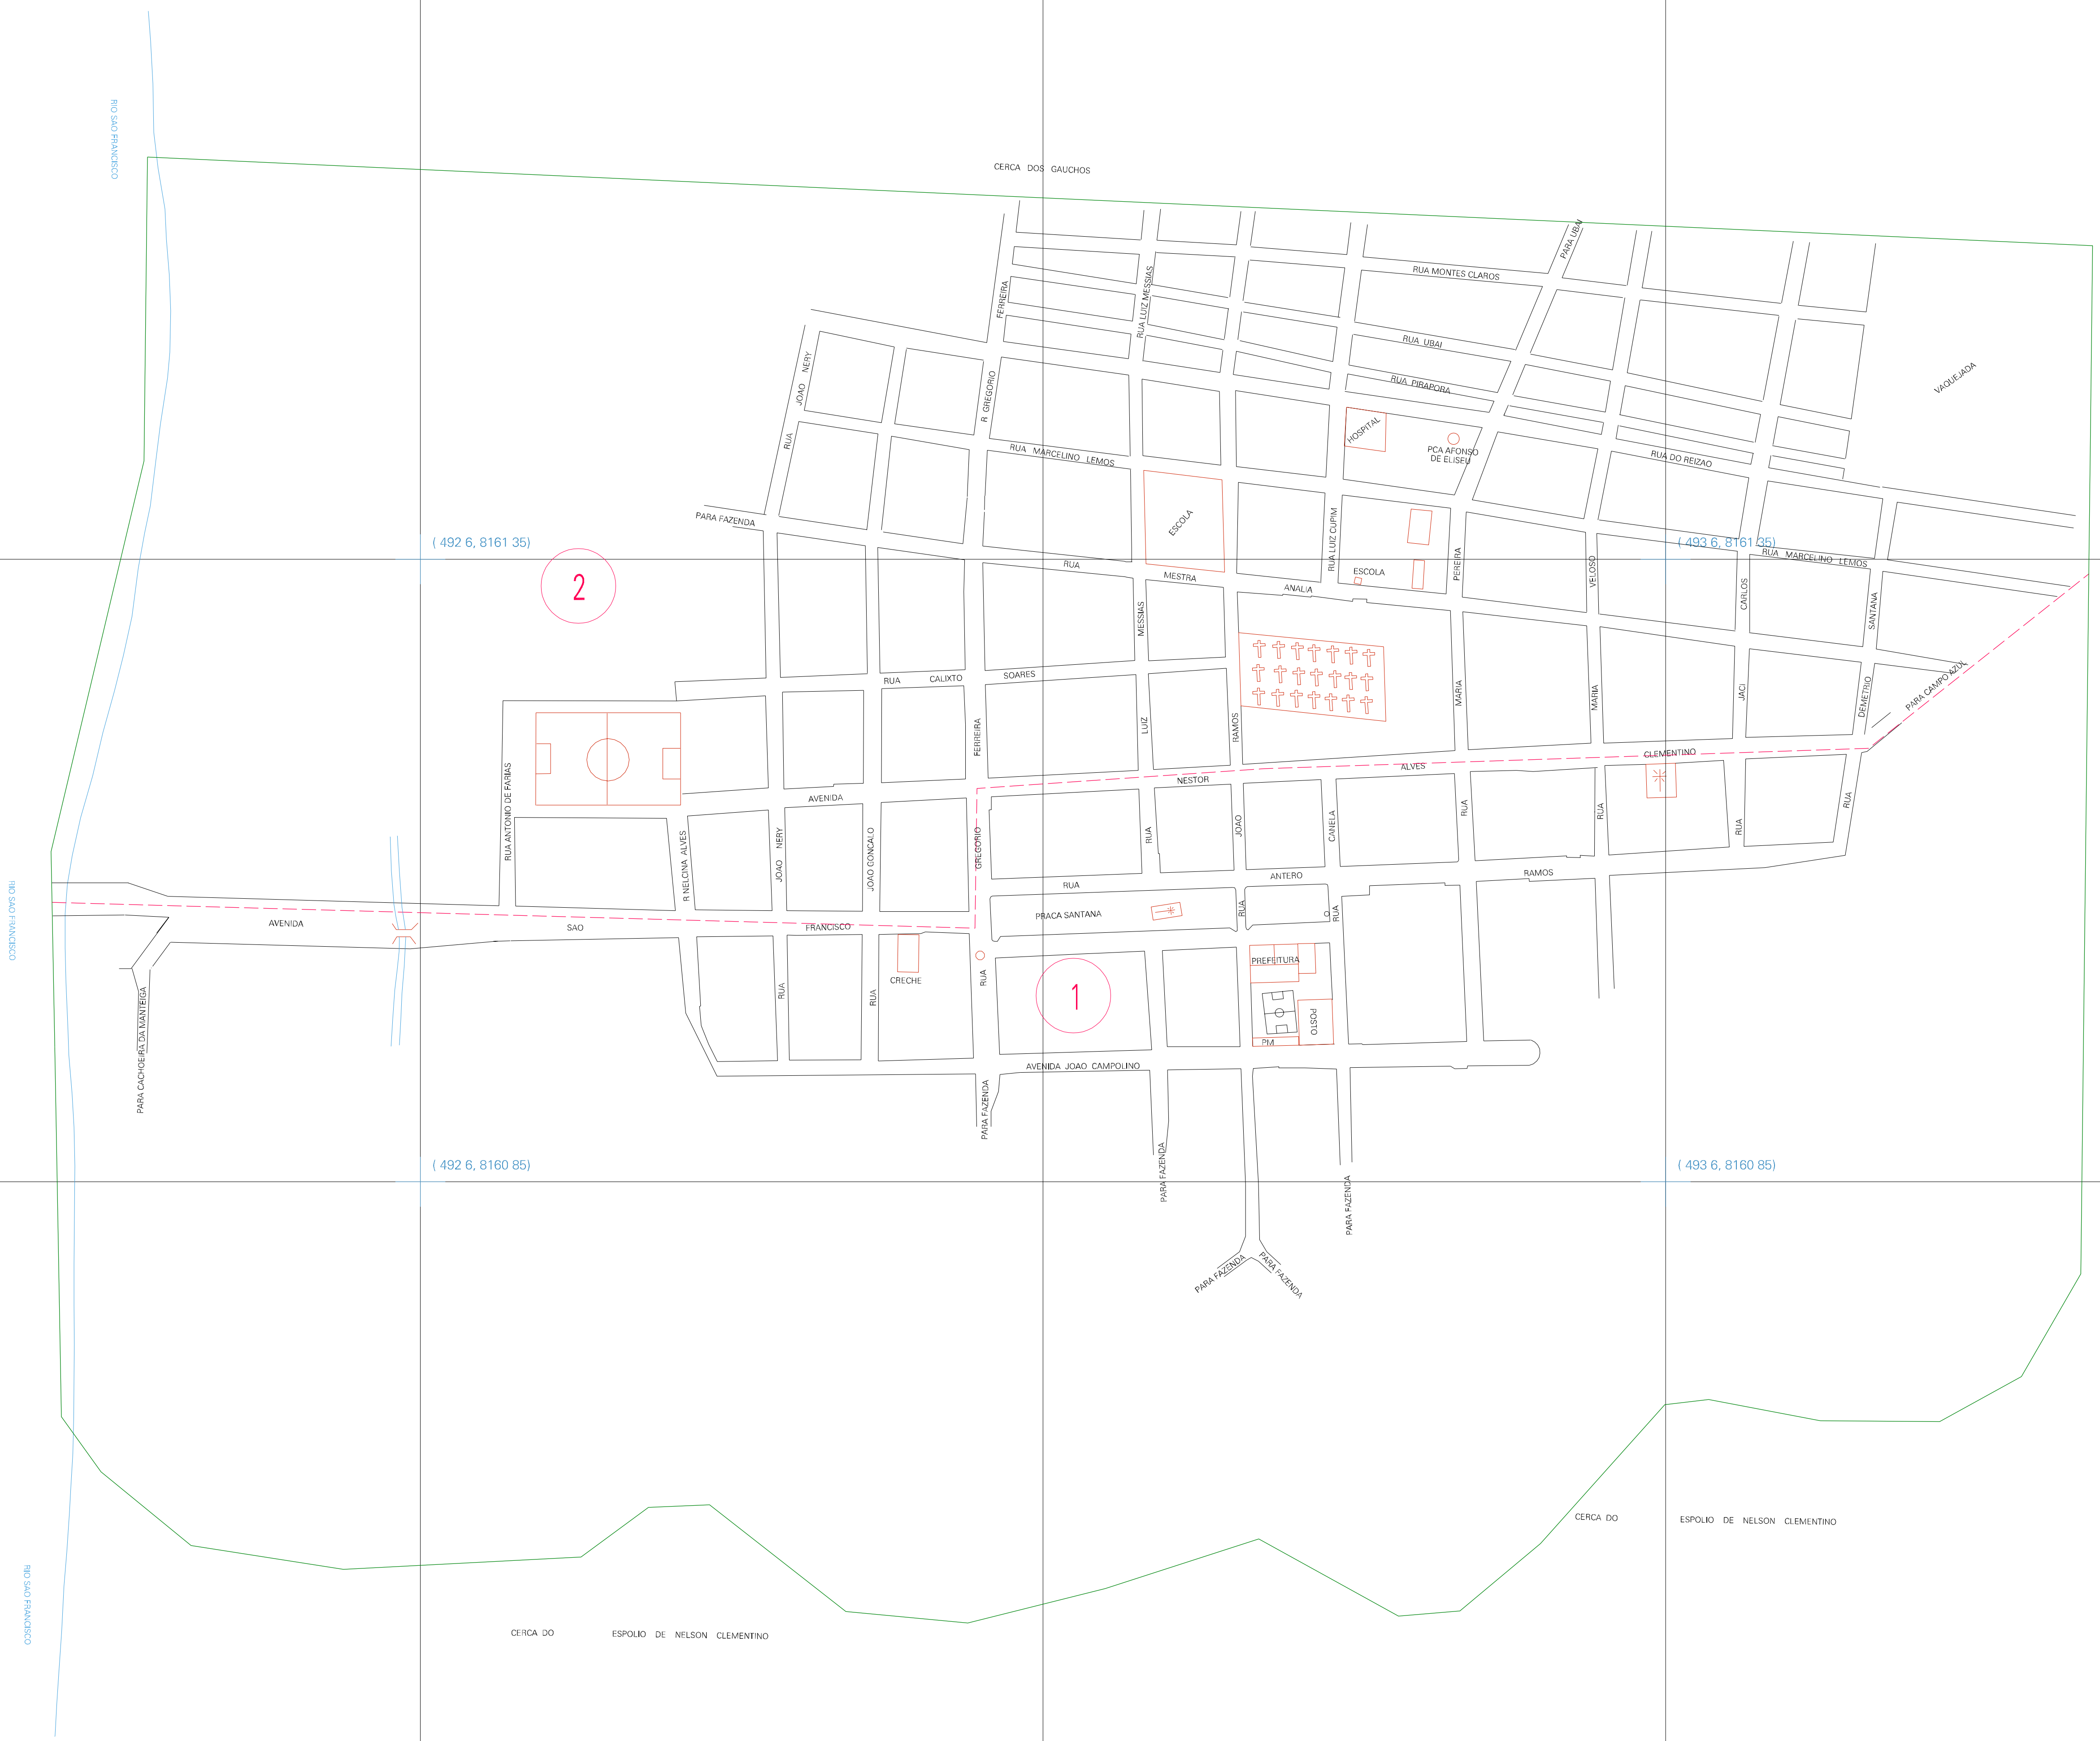 RIO SAO FRANCISCO
CERCA DOS GAUCHOS
PARA UBAI
RUA MONTES CLAROS
FERREIRA
RUA LUIZ MESSIAS
RUA UBAI
JOAO NERY
R GREGORIO
RUA PIRAPORA
VAQUEJADA
RUA
HOSPITAL
PCA AFONSO
DE ELISEU
RUA MARCELINO LEMOS
RUA DO REIZAO
PARA FAZENDA
ESCOLA
RUA LUIZ CUPIM
( 492 6, 8161 35)
( 493 6, 8161 35)
RUA MARCELINO LEMOS
2
RUA
MESTRA
ANALIA
ESCOLA
PEREIRA
VELOSO
CARLOS
SANTANA
MESSIAS
RUA CALIXTO SOARES
MARIA
MARIA
JACI
DEMETRIO
PARA CAMPO AZUL
FERREIRA
LUIZ
RAMOS
RUA ANTONIO DE FARIAS
AVENIDA
NESTOR
ALVES
CLEMENTINO
R NELCINA ALVES
JOAO NERY
JOAO GONCALO
GREGORIO
RUA
JOAO
CANELA
RUA
RUA
RUA
RUA
RUA
ANTERO
RAMOS
RIO SAO FRANCISCO
AVENIDA
SAO
FRANCISCO
PRACA SANTANA
RUA
RUA
PREFEITURA
CRECHE
RUA
RUA
RUA
1
POSTO
PM
PARA CACHOEIRA DA MANTEIGA
AVENIDA JOAO CAMPOLINO
PARA FAZENDA
PARA FAZENDA
PARA FAZENDA
( 492 6, 8160 85)
( 493 6, 8160 85)
PARA FAZENDA
PARA FAZENDA
CERCA DO ESPOLIO DE NELSON CLEMENTINO
RIO SAO FRANCISCO
CERCA DO ESPOLIO DE NELSON CLEMENTINO